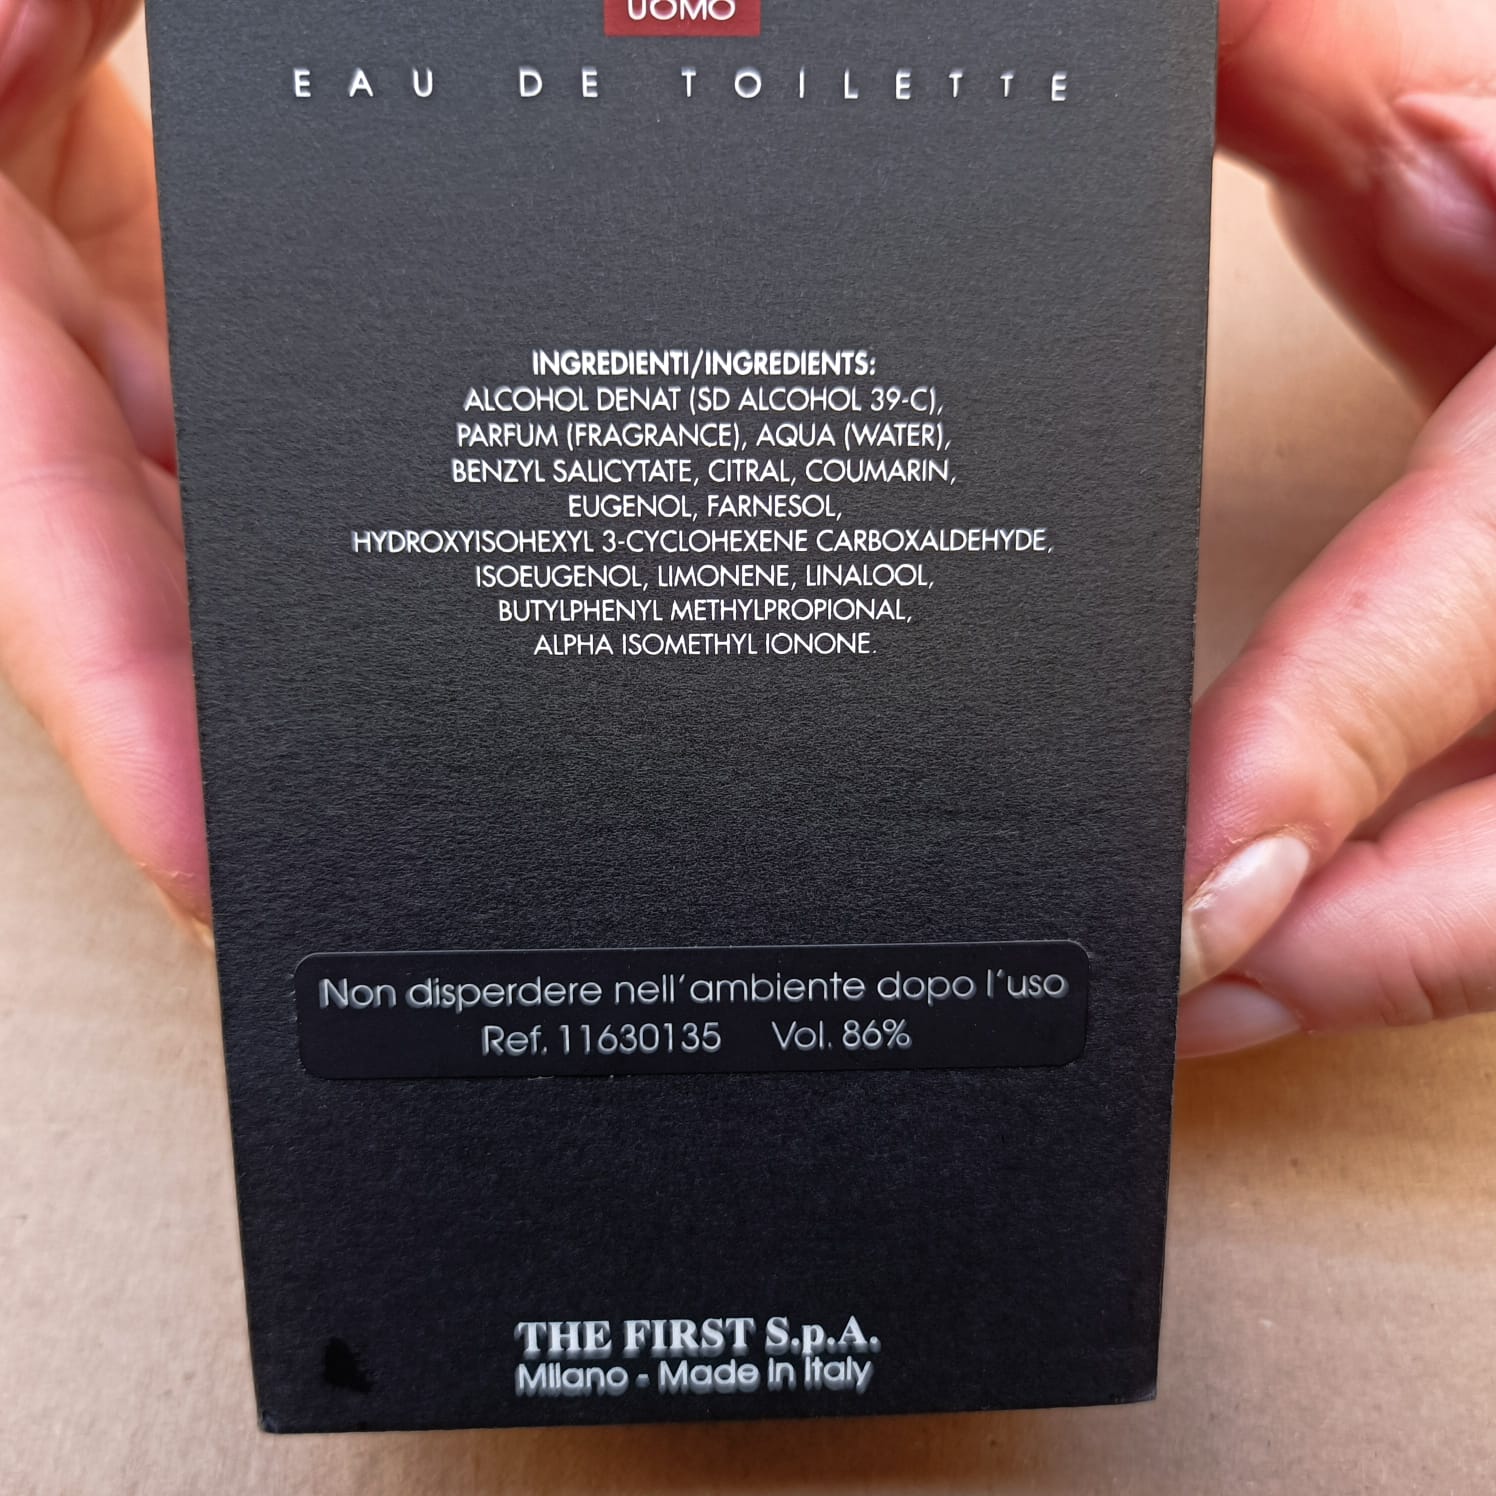 UOMO
EAU DE TOILETTE
INGREDIENTI/INGREDIENTS:
ALCOHOL DENAT (SD ALCOHOL 39-C),
PARFUM (FRAGRANCE), AQUA (WATER),
BENZYL SALICYTATE, CITRAL, COUMARIN,
EUGENOL, FARNESOL,
HYDROXYISOHEXYL 3-CYCLOHEXENE CARBOXALDEHYDE,
ISOEUGENOL, LIMONENE, LINALOOL,
BUTYLPHENYL METHYLPROPIONAL,
ALPHA ISOMETHYL IONONE.
Non disperdere nell'ambiente dopo l'uso
Ref. 11630135 Vol. 86%
THE FIRST S.p.A.
Milano - Made In Italy